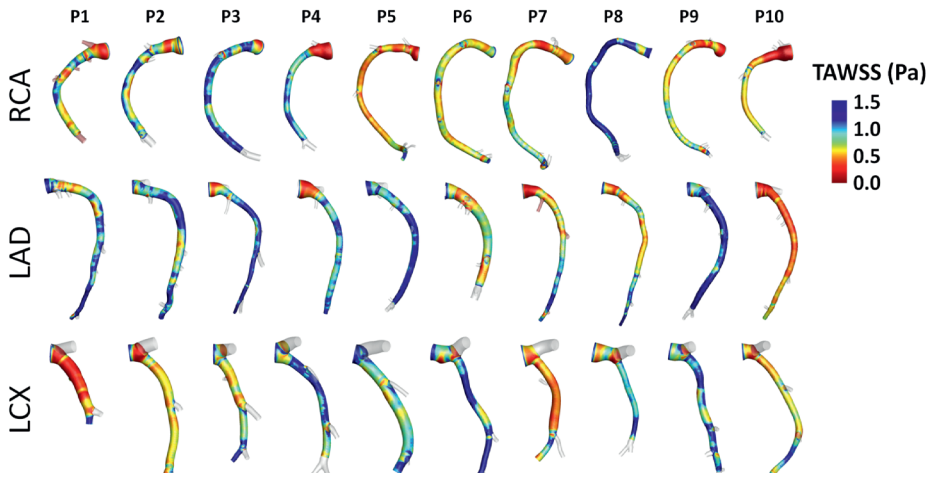 P1 P2 P3 P4 P5 P6 P7 P8 P9 P10
RCA
TAWSS (Pa)
1.5
1.0
0.5
0.0
LAD
LCX